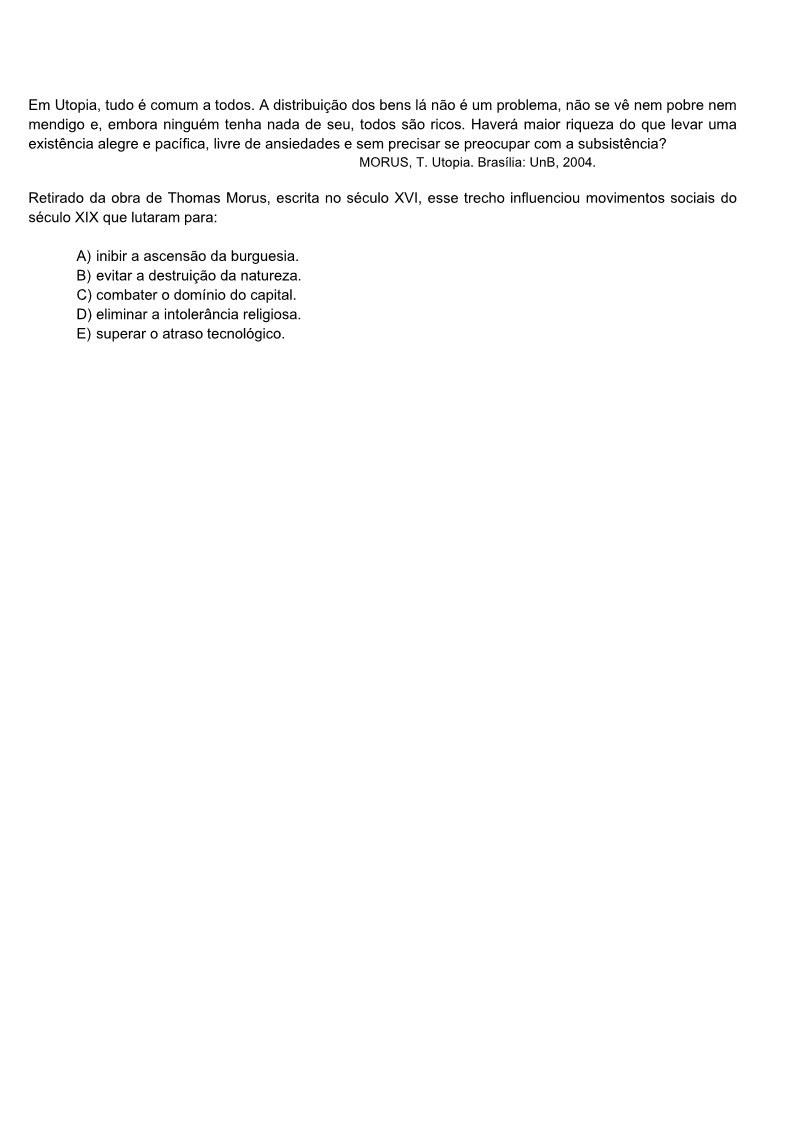 Em Utopia, tudo é comum a todos. A distribuição dos bens lá não é um problema, não se vê nem pobre nem
mendigo e, embora ninguém tenha nada de seu, todos são ricos. Haverá maior riqueza do que levar uma
existência alegre e pacífica, livre de ansiedades e sem precisar se preocupar com a subsistência?
MORUS, T. Utopia. Brasília: UnB, 2004.
Retirado da obra de Thomas Morus, escrita no século XVI, esse trecho influenciou movimentos sociais do
século XIX que lutaram para:
A) inibir a ascensão da burguesia.
B) evitar a destruição da natureza.
C) combater o domínio do capital.
D) eliminar a intolerância religiosa.
E) superar o atraso tecnológico.